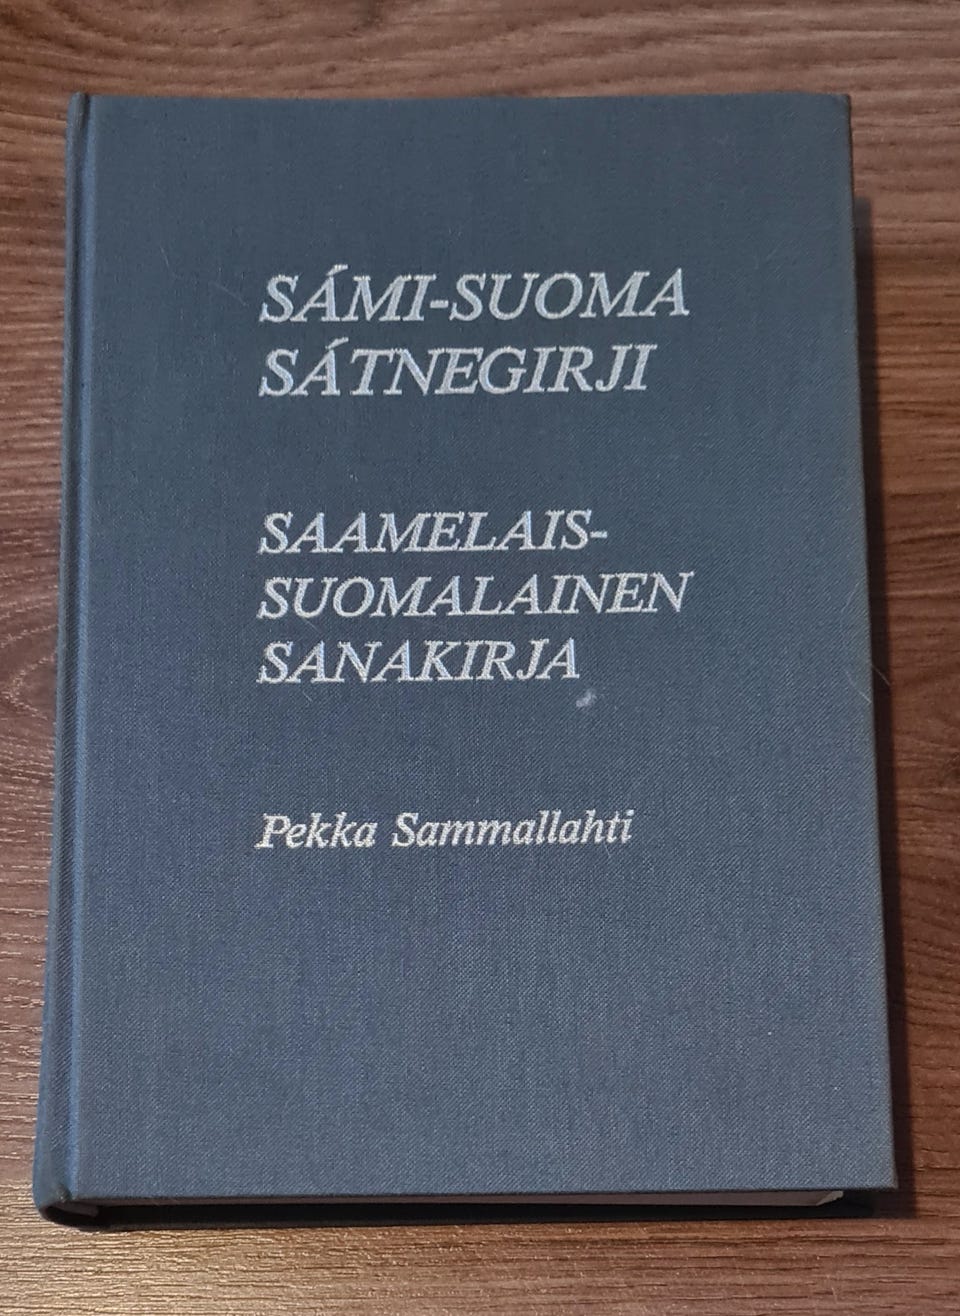 SÁMI-SUOMA
SÁTNEGIRJI
SAAMELAIS-
SUOMALAINEN
SANAKIRJA
Pekka Sammallahti